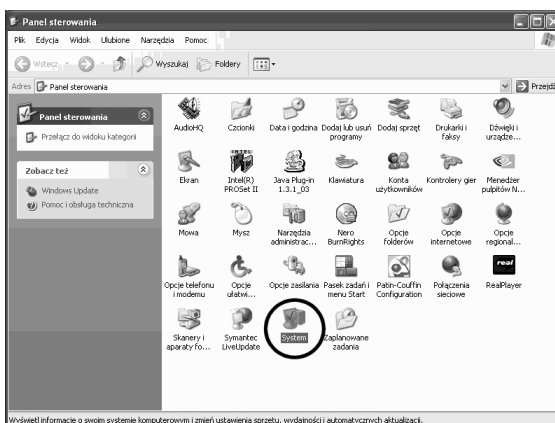 Panel sterowania
Plik Edycja Widok Ulubione Narzędzia Pomoc
Wstecz Wyszukaj Foldery
Adres Panel sterowania Przejdź
Panel sterowania
Przełącz do widoku kategorii
Zobacz też
Windows Update
Pomoc i obsługa techniczna
AudioHQ Czcionki Data i godzina Dodaj lub usuń programy Dodaj sprzęt Drukarki i faksy Dźwięki i urządze...
Ekran Intel(R) PROSet II Java Plug-in 1.3.1_03 Klawiatura Konta użytkowników Kontrolery gier Menedżer pulpitów N...
Mowa Mysz Narzędzia administrac... Nero BurnRights Opcje folderów Opcje internetowe Opcje regional...
Opcje telefonu i modemu Opcje ułatwi... Opcje zasilania Pasek zadań i menu Start Patin-Couffin Configuration Połączenia sieciowe real RealPlayer
Skanery i aparaty fo... Symantec LiveUpdate System Zaplanowane zadania
Wyświetl informacje o swoim systemie komputerowym i zmień ustawienia sprzętu, wydajności i automatycznych aktualizacji.